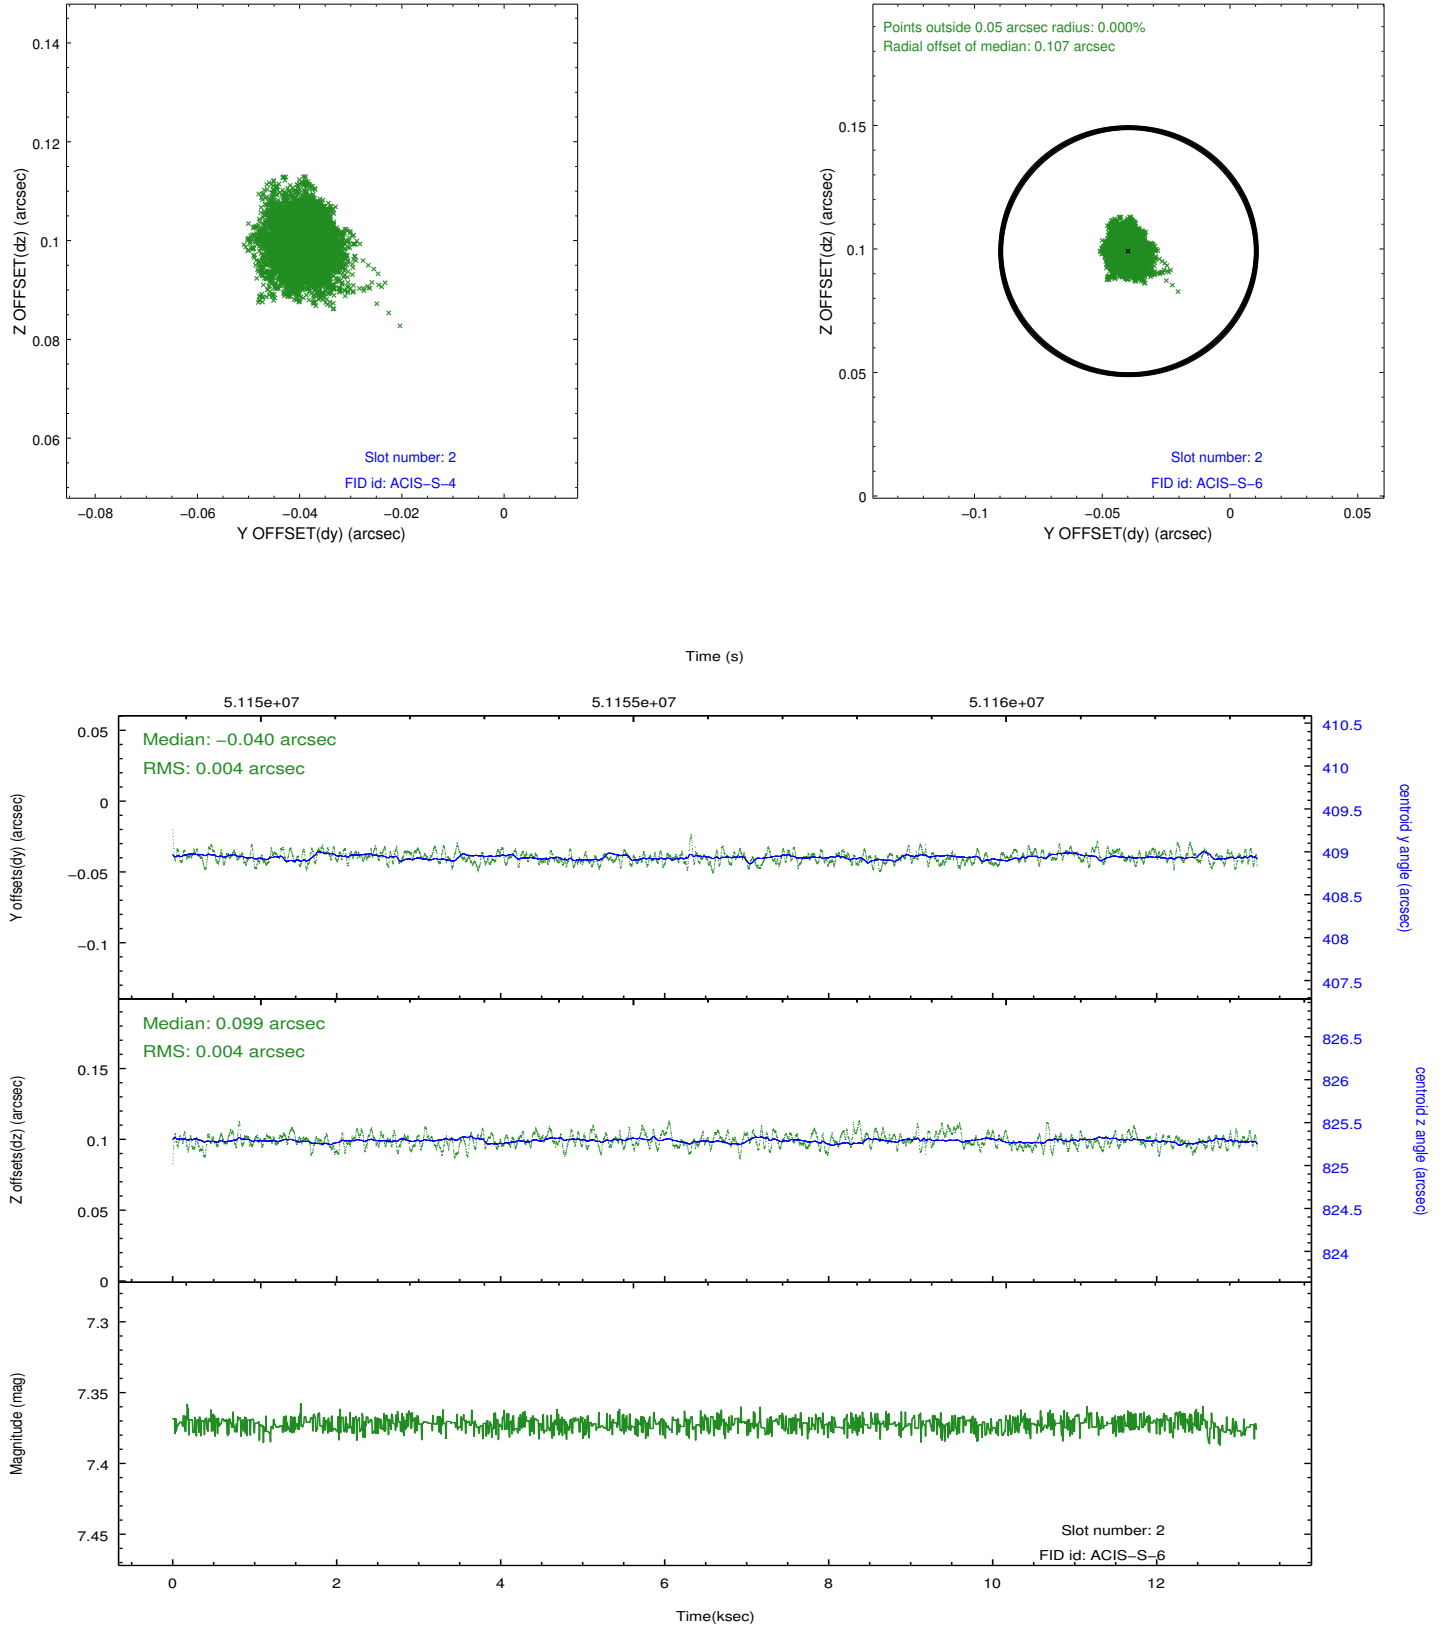 0.14
0.12
0.1
0.08
0.06
Z OFFSET(dz) (arcsec)
Slot number: 2
FID id: ACIS−S−4
−0.08
−0.06
−0.04
−0.02
0
Y OFFSET(dy) (arcsec)
Points outside 0.05 arcsec radius: 0.000%
Radial offset of median: 0.107 arcsec
0.15
0.1
0.05
0
Z OFFSET(dz) (arcsec)
Slot number: 2
FID id: ACIS−S−6
−0.1
−0.05
0
0.05
Y OFFSET(dy) (arcsec)
Time (s)
5.115e+07
5.1155e+07
5.116e+07
Median: −0.040 arcsec
RMS: 0.004 arcsec
0.05
0
−0.05
−0.1
Y offsets(dy) (arcsec)
410.5
410
409.5
409
408.5
408
407.5
centroid y angle (arcsec)
Median: 0.099 arcsec
RMS: 0.004 arcsec
0.15
0.1
0.05
0
Z offsets(dz) (arcsec)
826.5
826
825.5
825
824.5
824
centroid z angle (arcsec)
7.3
7.35
7.4
7.45
Magnitude (mag)
Slot number: 2
FID id: ACIS−S−6
0
2
4
6
8
10
12
Time(ksec)